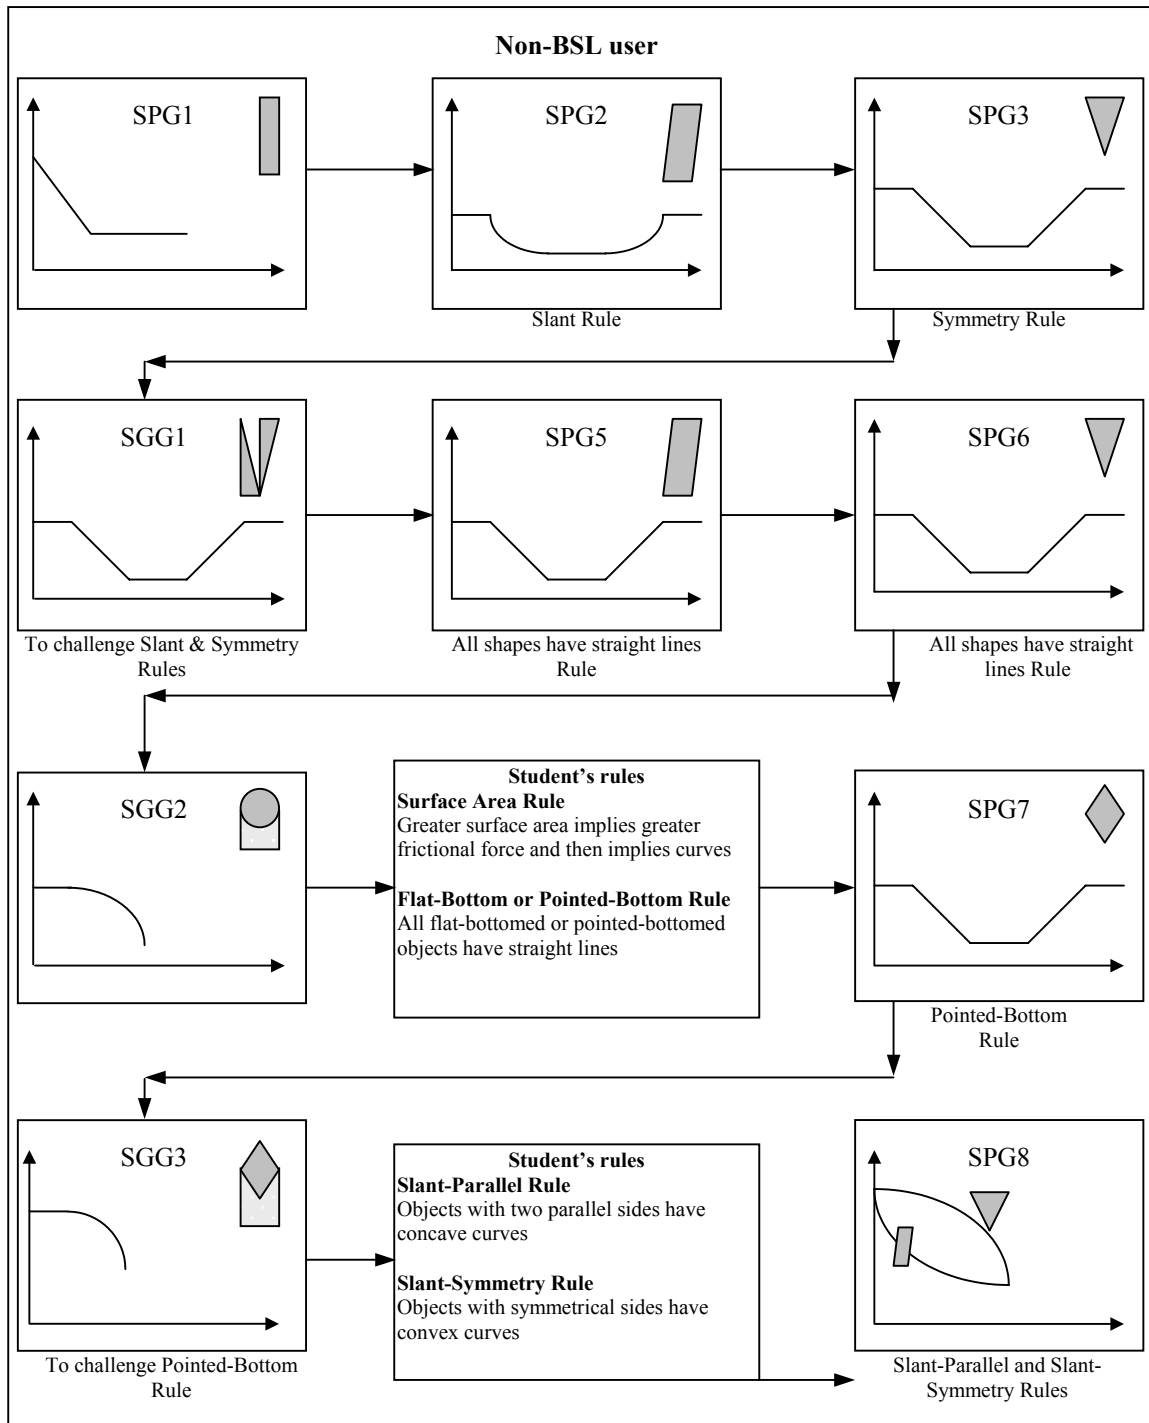 Non-BSL user
SPG1
SPG2
SPG3
Slant Rule
Symmetry Rule
SGG1
SPG5
SPG6
To challenge Slant & Symmetry
Rules
All shapes have straight lines
Rule
All shapes have straight
lines Rule
SGG2
Student's rules
Surface Area Rule
Greater surface area implies greater
frictional force and then implies curves
Flat-Bottom or Pointed-Bottom Rule
All flat-bottomed or pointed-bottomed
objects have straight lines
SPG7
Pointed-Bottom
Rule
SGG3
Student's rules
Slant-Parallel Rule
Objects with two parallel sides have
concave curves
Slant-Symmetry Rule
Objects with symmetrical sides have
convex curves
SPG8
To challenge Pointed-Bottom
Rule
Slant-Parallel and Slant-
Symmetry Rules